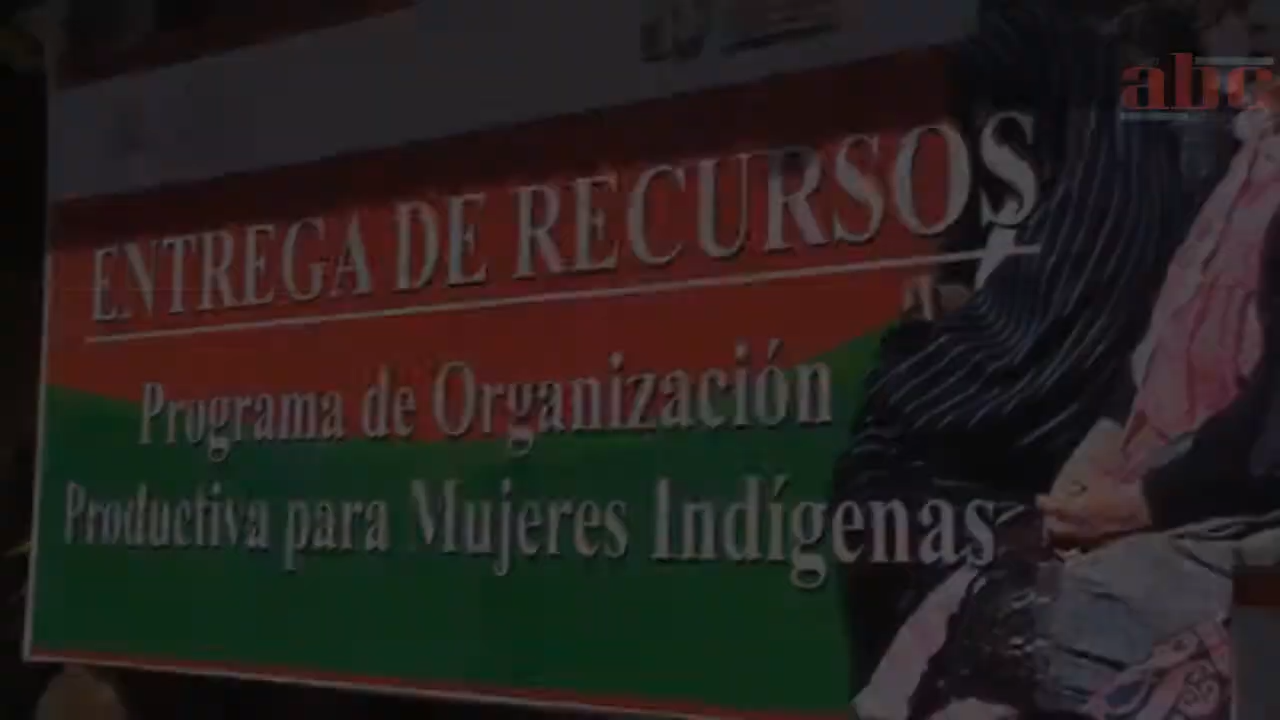 abc
ENTREGA DE RECURSOS
Programa de Organización
Productiva para Mujeres Indígenas